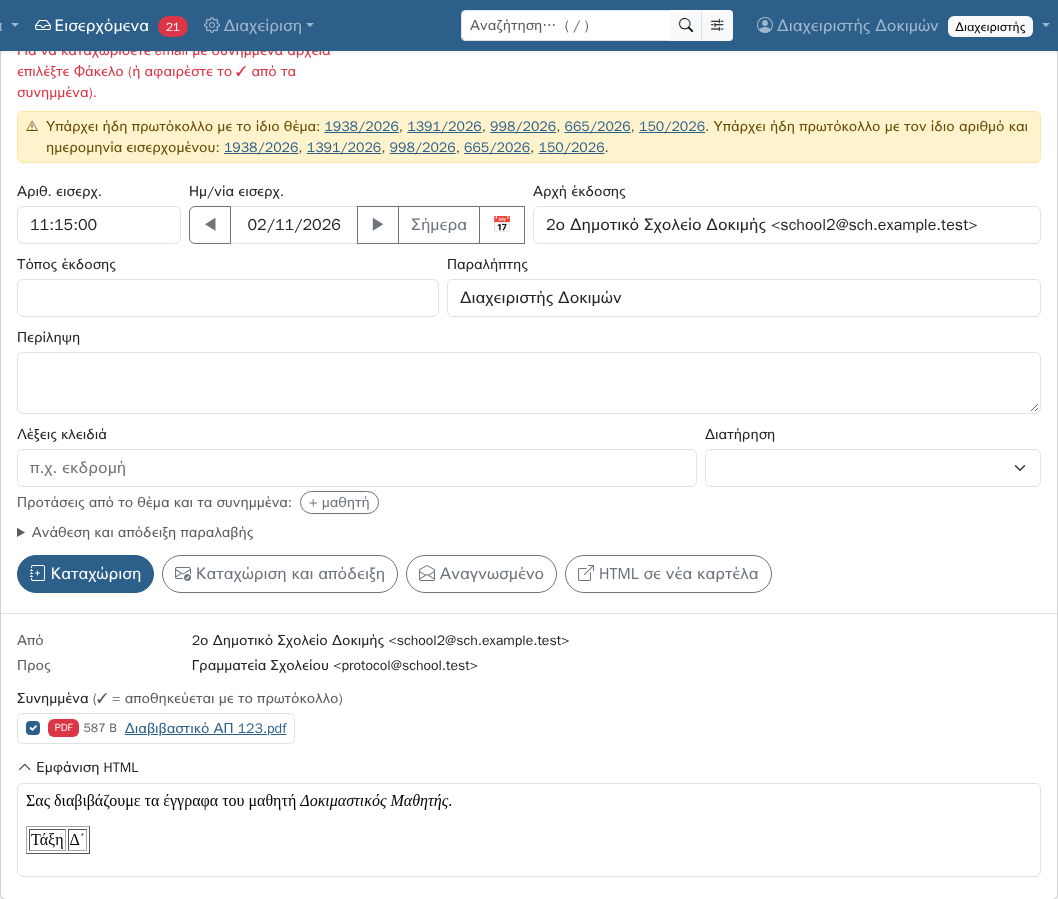 Εισερχόμενα 21 Διαχείριση Αναζήτηση… ( / ) Διαχειριστής Δοκιμών Διαχειριστής
Για να καταχωρίσετε email με συνημμένα αρχεία
επιλέξτε Φάκελο (ή αφαιρέστε το ✓ από τα
συνημμένα).
⚠ Υπάρχει ήδη πρωτόκολλο με το ίδιο θέμα: 1938/2026, 1391/2026, 998/2026, 665/2026, 150/2026. Υπάρχει ήδη πρωτόκολλο με τον ίδιο αριθμό και
ημερομηνία εισερχομένου: 1938/2026, 1391/2026, 998/2026, 665/2026, 150/2026.
Αριθ. εισερχ. Ημ/νία εισερχ. Αρχή έκδοσης
11:15:00 ◀ 02/11/2026 ▶ Σήμερα 📅 2ο Δημοτικό Σχολείο Δοκιμής <school2@sch.example.test>
Τόπος έκδοσης Παραλήπτης
Διαχειριστής Δοκιμών
Περίληψη
Λέξεις κλειδιά Διατήρηση
π.χ. εκδρομή
Προτάσεις από το θέμα και τα συνημμένα: + μαθητή
▶ Ανάθεση και απόδειξη παραλαβής
Καταχώριση Καταχώριση και απόδειξη Αναγνωσμένο HTML σε νέα καρτέλα
Από 2ο Δημοτικό Σχολείο Δοκιμής <school2@sch.example.test>
Προς Γραμματεία Σχολείου <protocol@school.test>
Συνημμένα (✓ = αποθηκεύεται με το πρωτόκολλο)
PDF 587 B Διαβιβαστικό ΑΠ 123.pdf
Εμφάνιση HTML
Σας διαβιβάζουμε τα έγγραφα του μαθητή Δοκιμαστικός Μαθητής.
Τάξη Δ΄